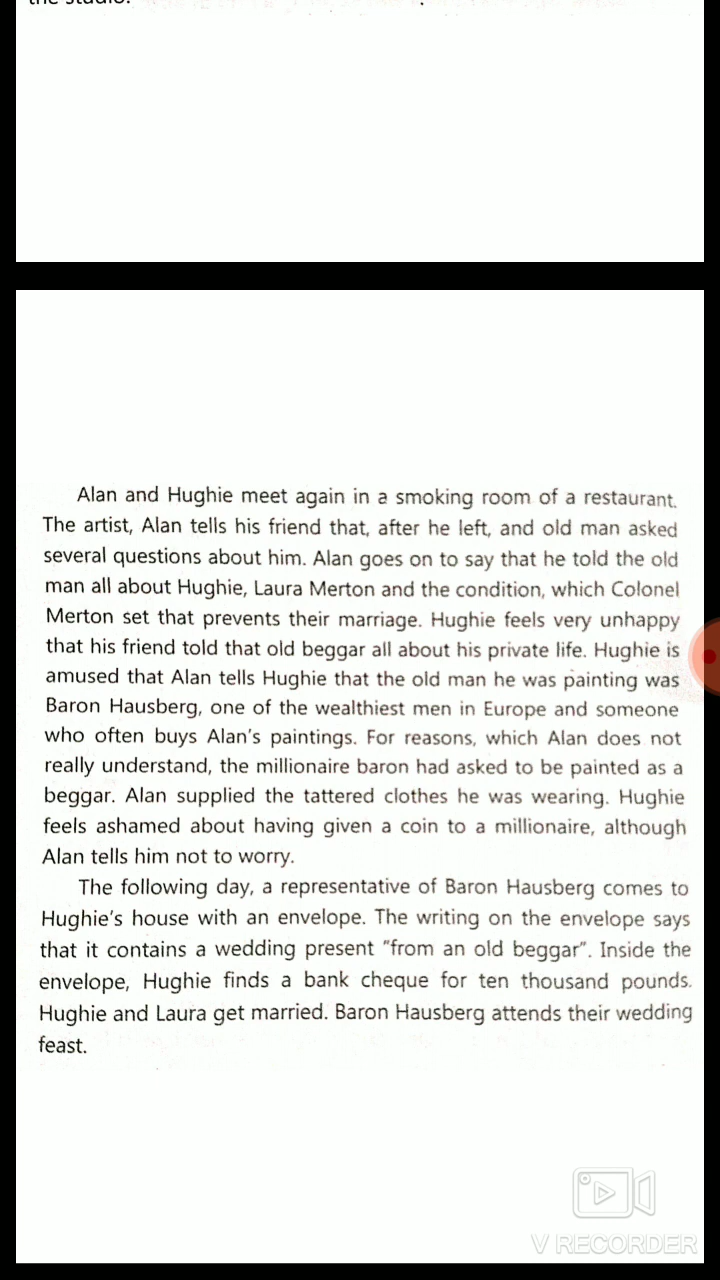 the studio.
Alan and Hughie meet again in a smoking room of a restaurant.
The artist, Alan tells his friend that, after he left, and old man asked
several questions about him. Alan goes on to say that he told the old
man all about Hughie, Laura Merton and the condition, which Colonel
Merton set that prevents their marriage. Hughie feels very unhappy
that his friend told that old beggar all about his private life. Hughie is
amused that Alan tells Hughie that the old man he was painting was
Baron Hausberg, one of the wealthiest men in Europe and someone
who often buys Alan's paintings. For reasons, which Alan does not
really understand, the millionaire baron had asked to be painted as a
beggar. Alan supplied the tattered clothes he was wearing. Hughie
feels ashamed about having given a coin to a millionaire, although
Alan tells him not to worry.
The following day, a representative of Baron Hausberg comes to
Hughie's house with an envelope. The writing on the envelope says
that it contains a wedding present "from an old beggar". Inside the
envelope, Hughie finds a bank cheque for ten thousand pounds.
Hughie and Laura get married. Baron Hausberg attends their wedding
feast.
V RECORDER